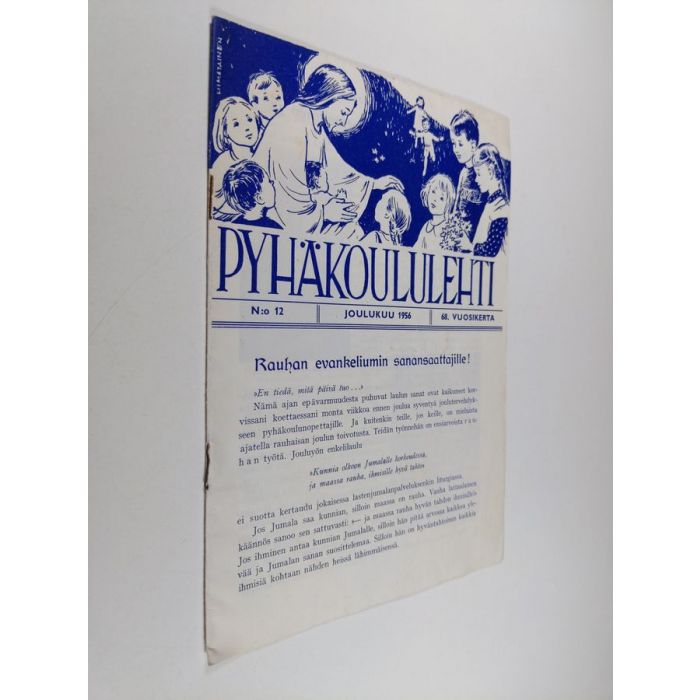 PYHÄKOULULEHTI
N:o 12 JOULUKUU 1956 68. VUOSIKERTA
Rauhan evankeliumin sanansaattajille!
»En tiedä, mitä päivä tuo . . .»
Nämä ajan epävarmuudesta puhuvat laulun sanat ovat kaikuneet kor-
vissani koettaessani monta viikkoa ennen joulua syventyä joulutervehdyk-
seen pyhäkoulunopettajille. Ja kuitenkin teille, jos keille, on mieluista
ajatella rauhaisan joulun toivotusta. Teidän työnnehän on ensiarvoista r a u-
h a n työtä. Jouluyön enkelilaulu
»Kunnia olkoon Jumalalle korkeudessa,
ja maassa rauha, ihmisille hyvä tahto»
ei suotta kertaudu jokaisessa lastenjumalanpalveluksenkin liturgiassa.
Jos Jumala saa kunnian, silloin maassa on rauha. Vanha latinalainen
käännös sanoo sen sattuvasti: »— ja maassa rauha hyvän tahdon ihmisille»
Jos ihminen antaa kunnian Jumalalle, silloin hän pitää arvossa kaikkea yle-
vää ja Jumalan sanan suosittelemaa. Silloin hän on hyväntahtoinen kaikkia
ihmisiä kohtaan nähden heissä lähimmäisensä.